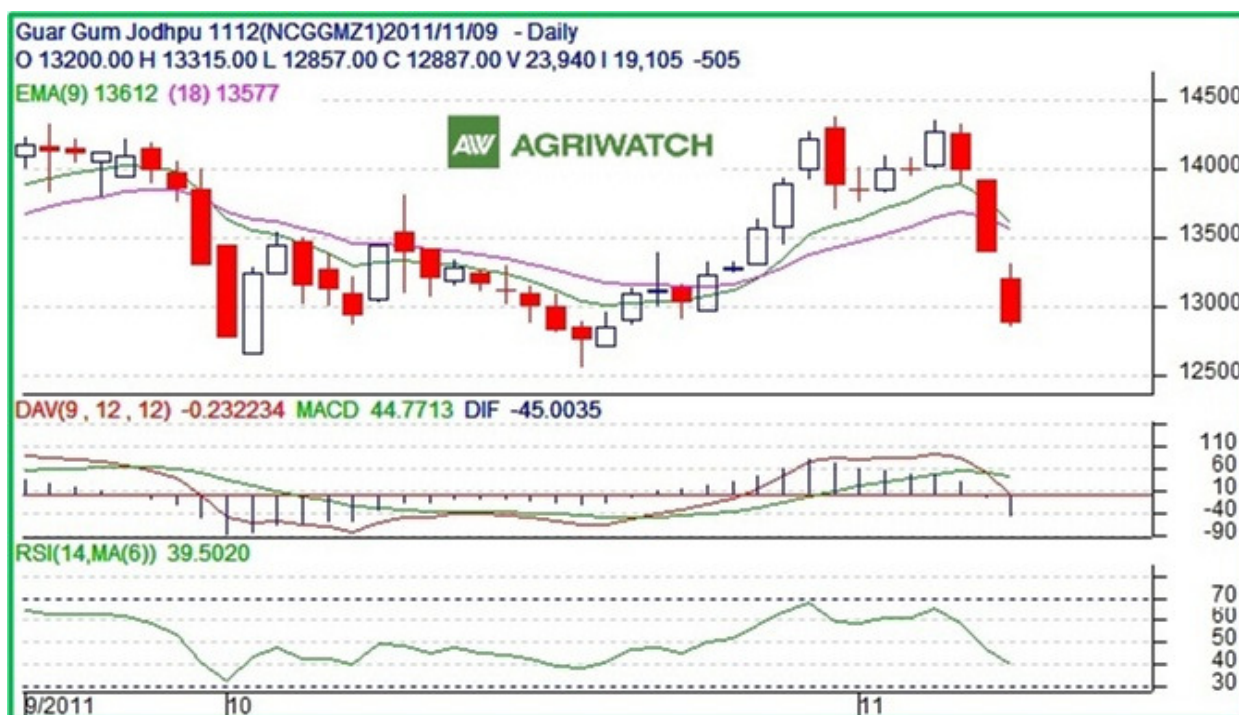 Guar Gum Jodhpu 1112(NCGGMZ1)2011/11/09 - Daily
O 13200.00 H 13315.00 L 12857.00 C 12887.00 V 23,940 I 19,105 -505
EMA(9) 13612 (18) 13577
AW AGRIWATCH
14500
14000
13500
13000
12500
DAV(9 , 12 , 12) -0.232234 MACD 44.7713 DIF -45.0035
110
60
10
-40
-90
RSI(14,MA(6)) 39.5020
70
60
50
40
30
9/2011 10 11